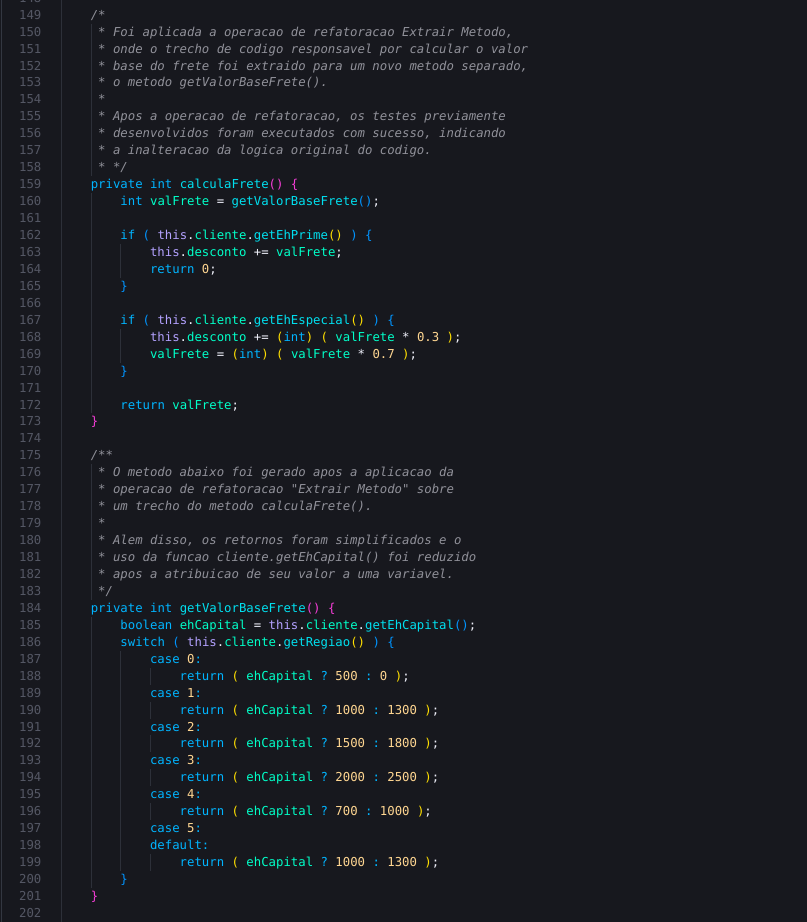 149 /*
150 * Foi aplicada a operacao de refatoracao Extrair Metodo,
151 * onde o trecho de codigo responsavel por calcular o valor
152 * base do frete foi extraido para um novo metodo separado,
153 * o metodo getValorBaseFrete().
154 *
155 * Apos a operacao de refatoracao, os testes previamente
156 * desenvolvidos foram executados com sucesso, indicando
157 * a inalteracao da logica original do codigo.
158 * */
159 private int calculaFrete() {
160 int valFrete = getValorBaseFrete();
161
162 if ( this.cliente.getEhPrime() ) {
163 this.desconto += valFrete;
164 return 0;
165 }
166
167 if ( this.cliente.getEhEspecial() ) {
168 this.desconto += (int) ( valFrete * 0.3 );
169 valFrete = (int) ( valFrete * 0.7 );
170 }
171
172 return valFrete;
173 }
174
175 /**
176 * O metodo abaixo foi gerado apos a aplicacao da
177 * operacao de refatoracao "Extrair Metodo" sobre
178 * um trecho do metodo calculaFrete().
179 *
180 * Alem disso, os retornos foram simplificados e o
181 * uso da funcao cliente.getEhCapital() foi reduzido
182 * apos a atribuicao de seu valor a uma variavel.
183 */
184 private int getValorBaseFrete() {
185 boolean ehCapital = this.cliente.getEhCapital();
186 switch ( this.cliente.getRegiao() ) {
187 case 0:
188 return ( ehCapital ? 500 : 0 );
189 case 1:
190 return ( ehCapital ? 1000 : 1300 );
191 case 2:
192 return ( ehCapital ? 1500 : 1800 );
193 case 3:
194 return ( ehCapital ? 2000 : 2500 );
195 case 4:
196 return ( ehCapital ? 700 : 1000 );
197 case 5:
198 default:
199 return ( ehCapital ? 1000 : 1300 );
200 }
201 }
202